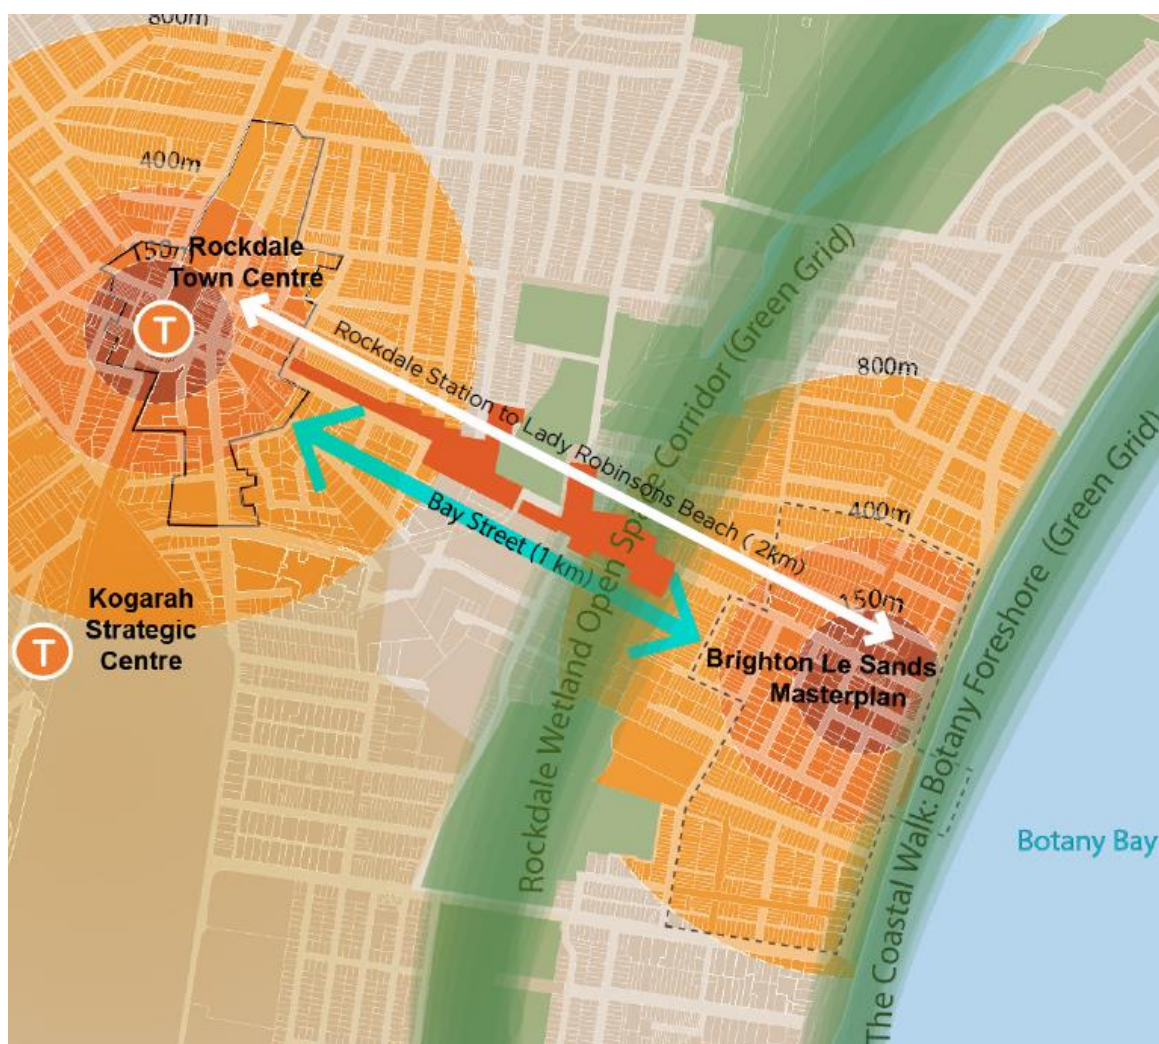 800m
400m
150m
Rockdale
Town Centre
T
Rockdale Station to Lady Robinsons Beach ( 2km)
Bay Street (1 km)
Rockdale Wetland Open Space Corridor (Green Grid)
800m
400m
150m
Brighton Le Sands
Masterplan
Kogarah
Strategic
Centre
T
The Coastal Walk: Botany Foreshore (Green Grid)
Botany Bay